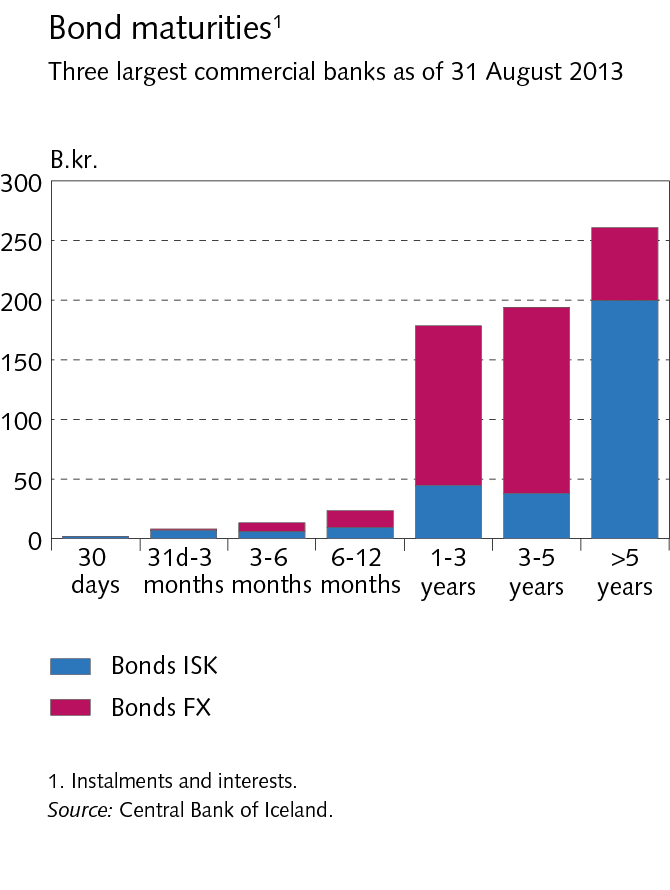 Bond maturities¹
Three largest commercial banks as of 31 August 2013
B.kr.
300
250
200
150
100
50
0
30 31d-3 3-6 6-12 1-3 3-5 >5
days months months months years years years
Bonds ISK
Bonds FX
1. Instalments and interests.
Source: Central Bank of Iceland.